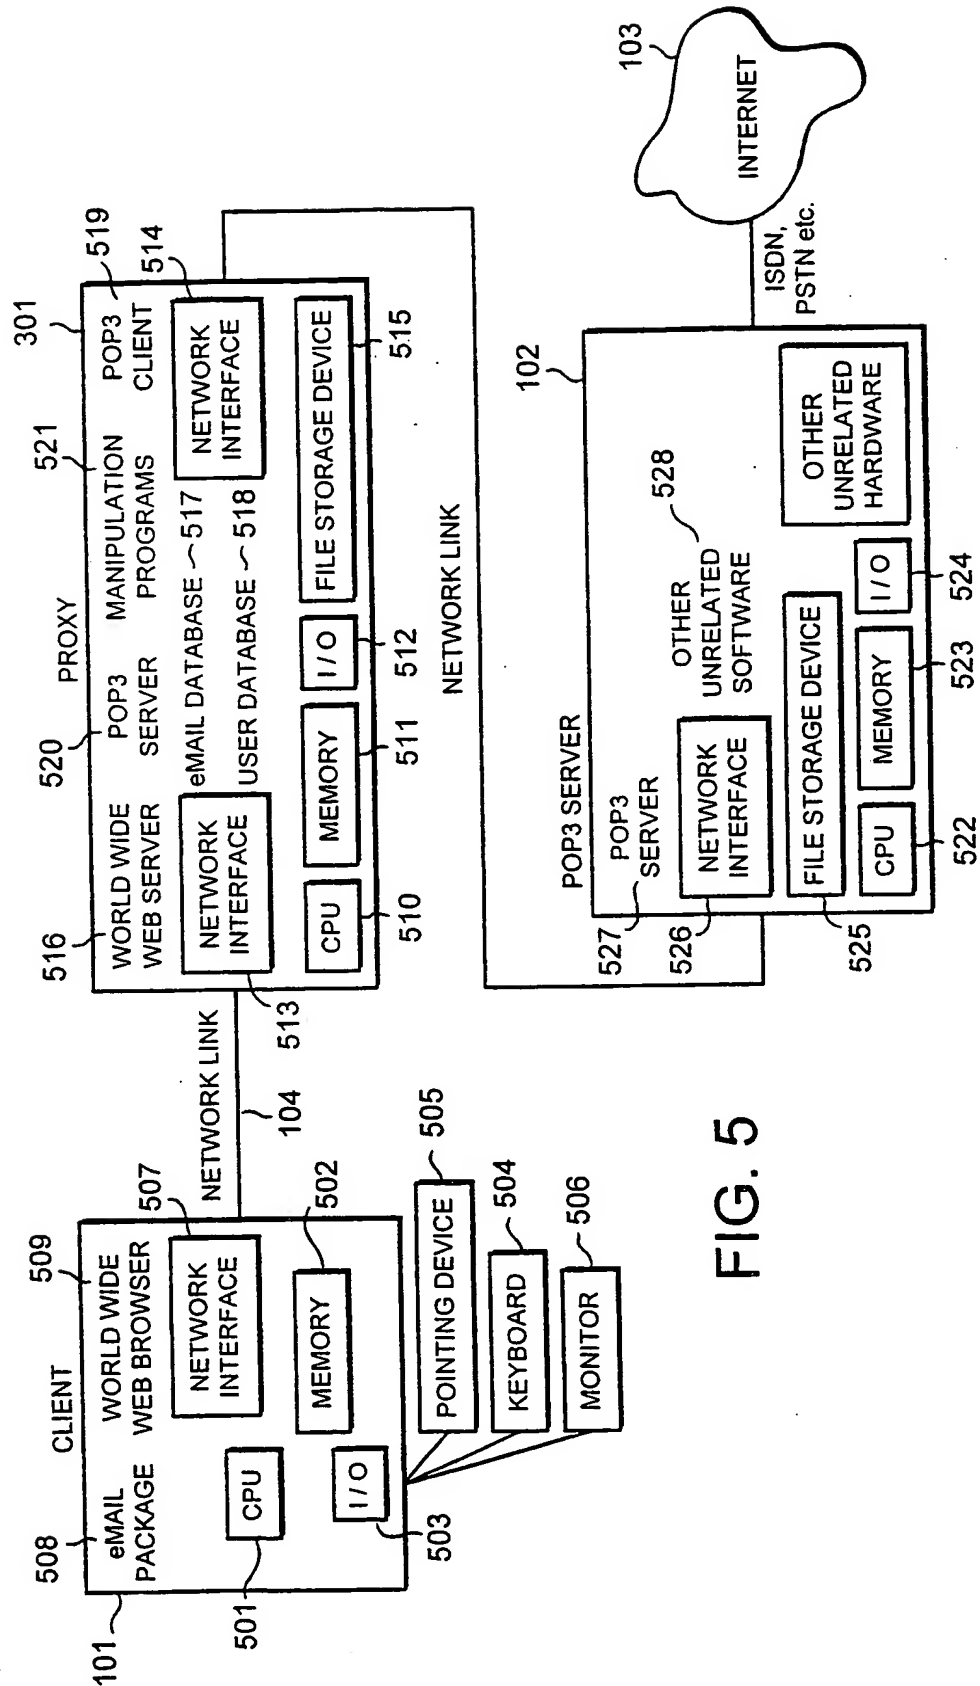 CLIENT
101
508
eMAIL
PACKAGE
509
WORLD WIDE
WEB BROWSER
507
NETWORK
INTERFACE
CPU
501
MEMORY
502
I / O
503
POINTING DEVICE
505
KEYBOARD
504
MONITOR
506
NETWORK LINK
104
PROXY
301
516
WORLD WIDE
WEB SERVER
520
POP3
SERVER
521
MANIPULATION
PROGRAMS
POP3
CLIENT
519
NETWORK
INTERFACE
513
eMAIL DATABASE
517
USER DATABASE
518
NETWORK
INTERFACE
514
CPU
510
MEMORY
511
I / O
512
FILE STORAGE DEVICE
515
NETWORK LINK
POP3 SERVER
102
POP3
SERVER
527
NETWORK
INTERFACE
526
OTHER
UNRELATED
SOFTWARE
528
FILE STORAGE DEVICE
525
CPU
522
MEMORY
523
I / O
524
OTHER
UNRELATED
HARDWARE
ISDN,
PSTN etc.
INTERNET
103
FIG. 5